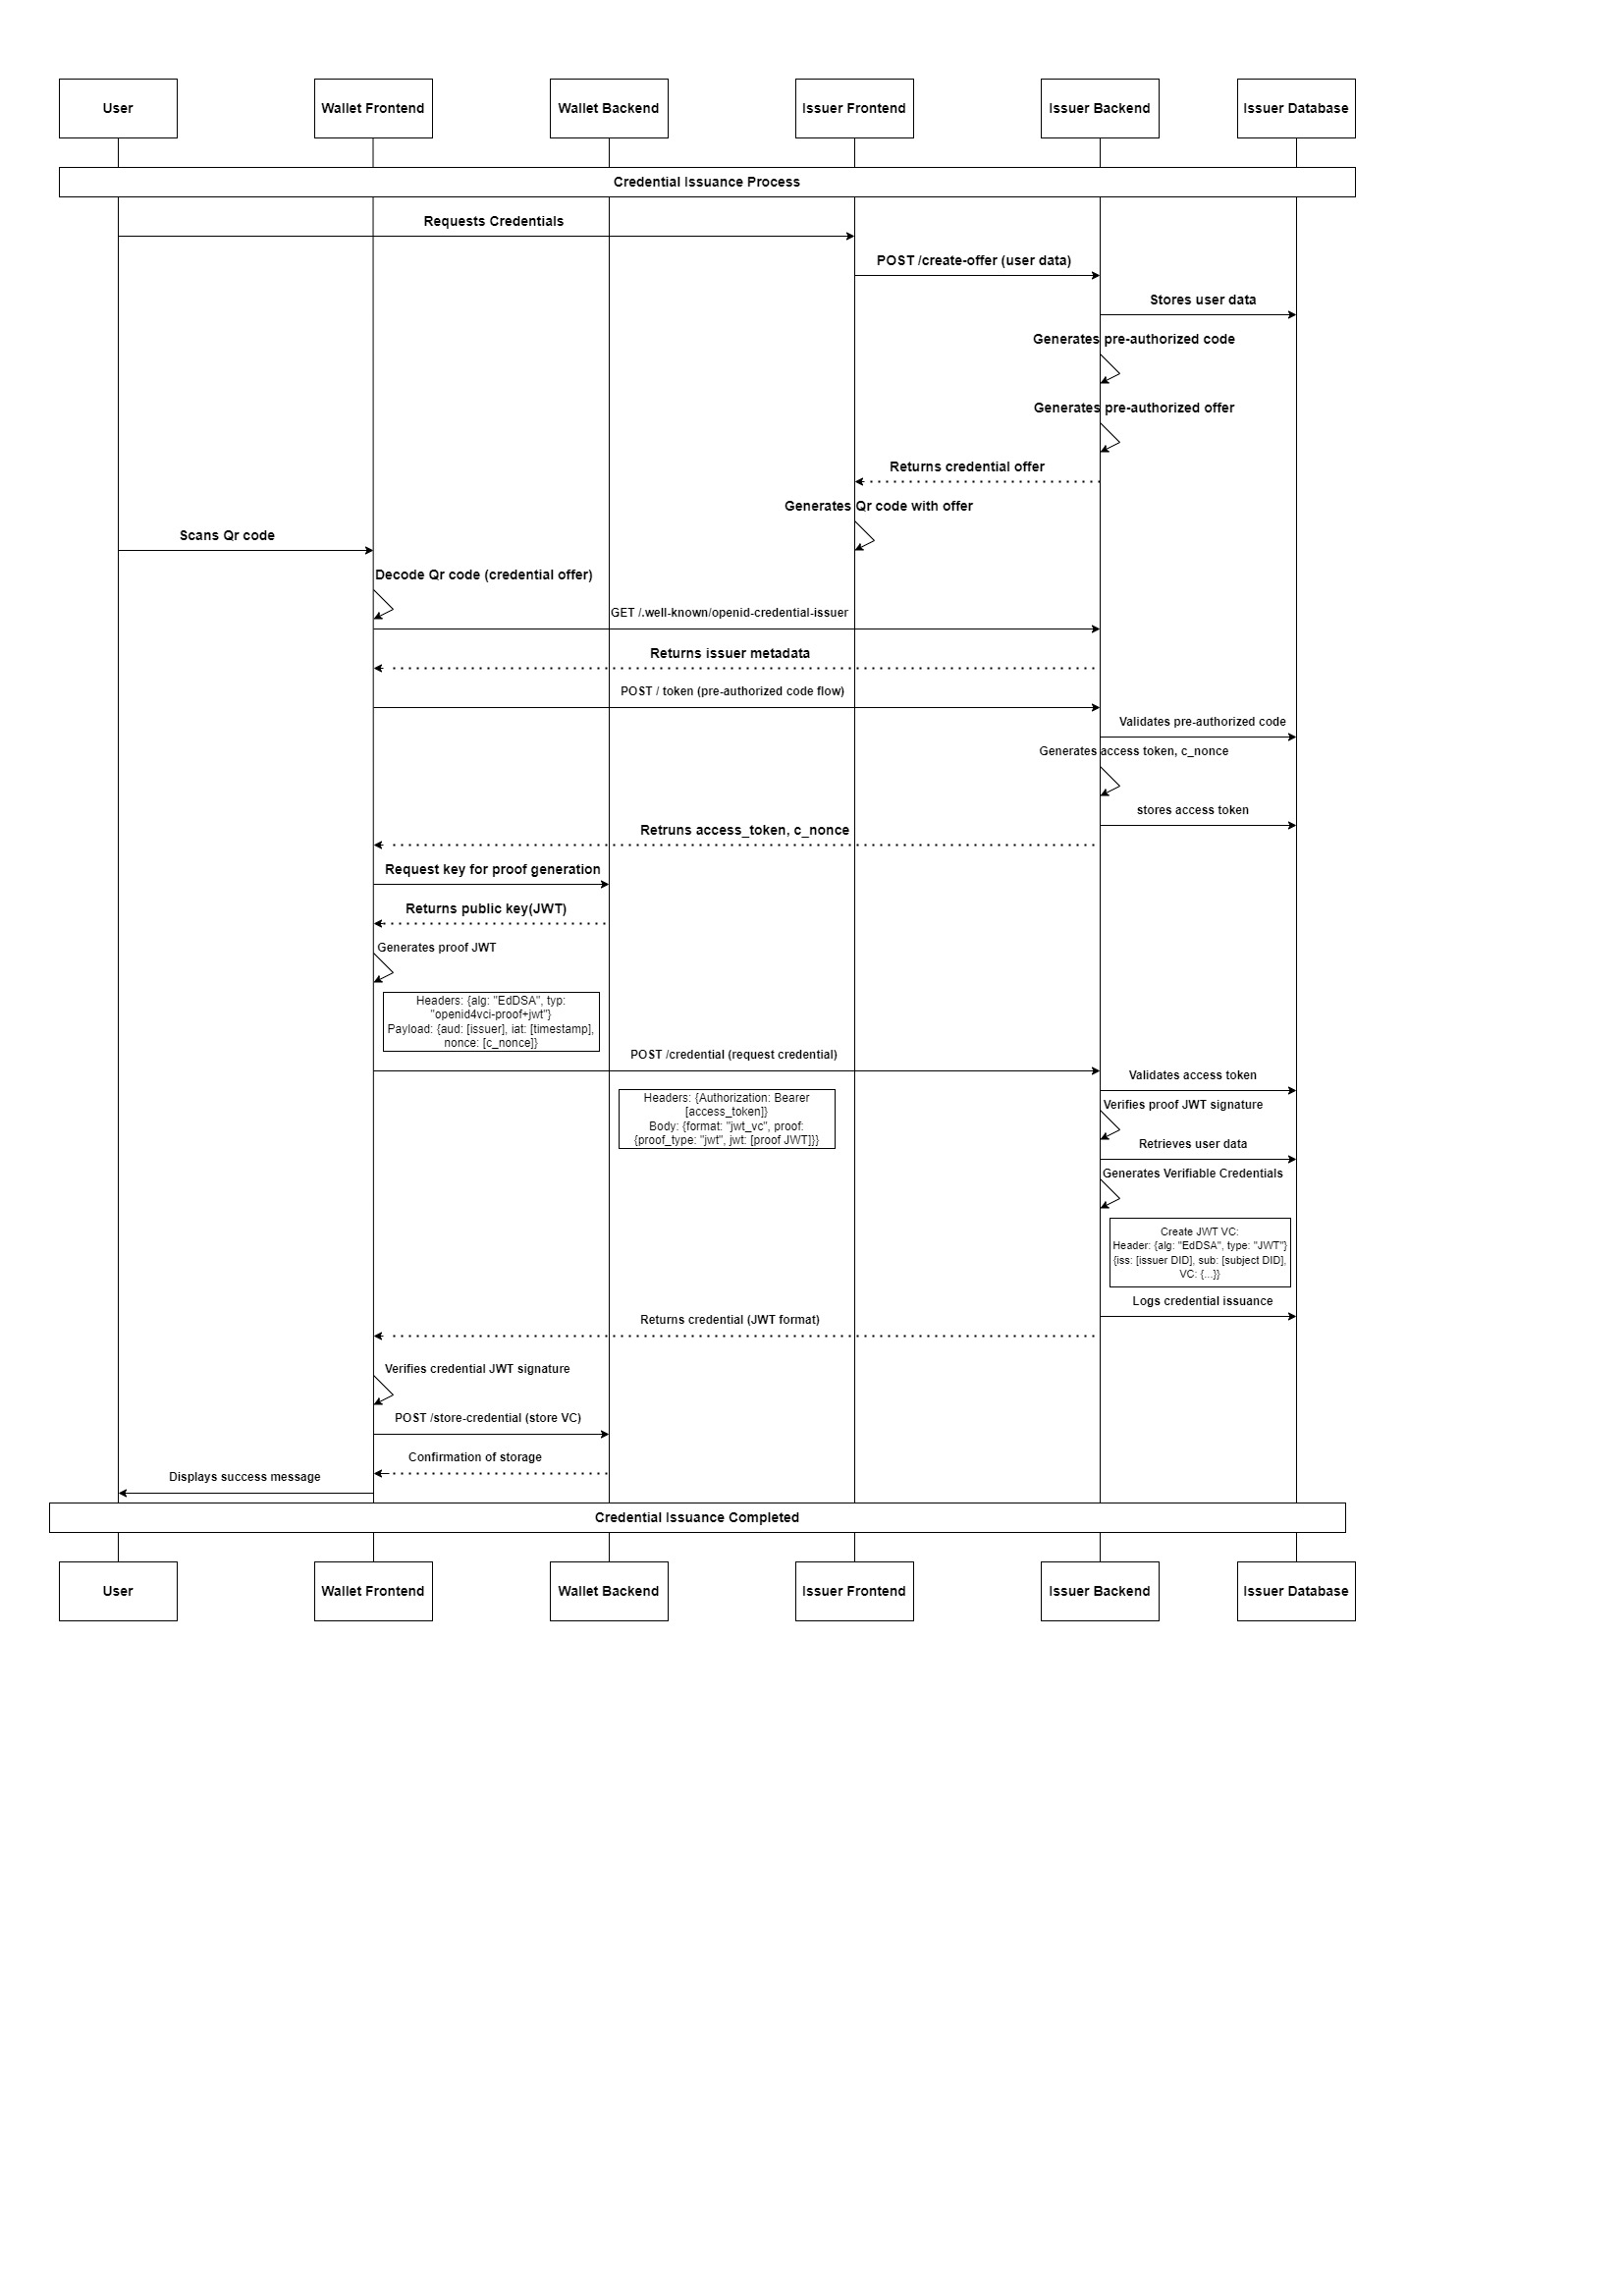 User
Wallet Frontend
Wallet Backend
Issuer Frontend
Issuer Backend
Issuer Database
Credential Issuance Process
Requests Credentials
POST /create-offer (user data)
Stores user data
Generates pre-authorized code
Generates pre-authorized offer
Returns credential offer
Generates Qr code with offer
Scans Qr code
Decode Qr code (credential offer)
GET /.well-known/openid-credential-issuer
Returns issuer metadata
POST / token (pre-authorized code flow)
Validates pre-authorized code
Generates access token, c_nonce
stores access token
Retruns access_token, c_nonce
Request key for proof generation
Returns public key(JWT)
Generates proof JWT
Headers: {alg: "EdDSA", typ:
"openid4vci-proof+jwt"}
Payload: {aud: [issuer], iat: [timestamp],
nonce: [c_nonce]}
POST /credential (request credential)
Validates access token
Headers: {Authorization: Bearer
[access_token]}
Body: {format: "jwt_vc", proof:
{proof_type: "jwt", jwt: [proof JWT]}}
Verifies proof JWT signature
Retrieves user data
Generates Verifiable Credentials
Create JWT VC:
Header: {alg: "EdDSA", type: "JWT"}
{iss: [issuer DID], sub: [subject DID],
VC: {...}}
Logs credential issuance
Returns credential (JWT format)
Verifies credential JWT signature
POST /store-credential (store VC)
Confirmation of storage
Displays success message
Credential Issuance Completed
User
Wallet Frontend
Wallet Backend
Issuer Frontend
Issuer Backend
Issuer Database